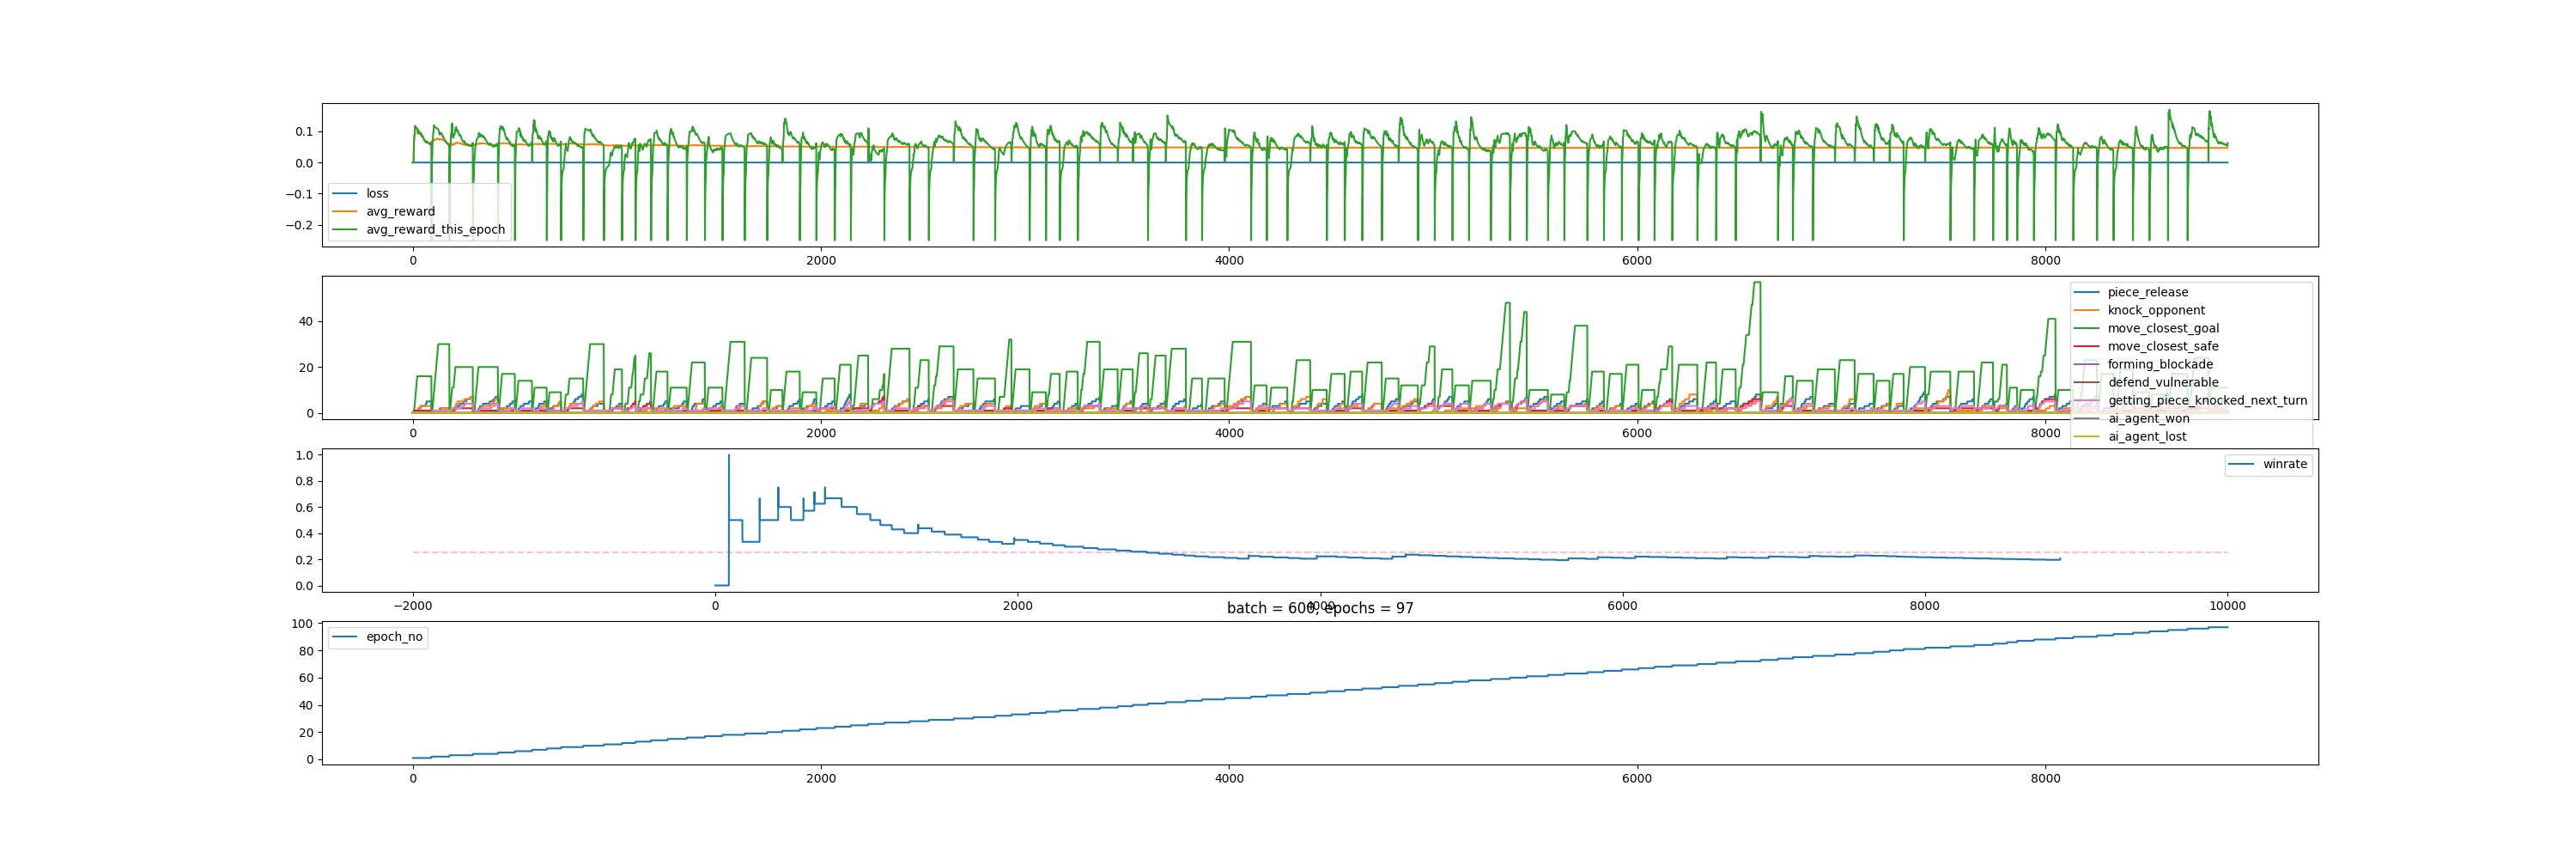 0.1
0.0
−0.1
−0.2
loss
avg_reward
avg_reward_this_epoch
0 2000 4000 6000 8000
40
20
0
piece_release
knock_opponent
move_closest_goal
move_closest_safe
forming_blockade
defend_vulnerable
getting_piece_knocked_next_turn
ai_agent_won
ai_agent_lost
0 2000 4000 6000 8000
1.0
0.8
0.6
0.4
0.2
0.0
winrate
−2000 0 2000 4000 6000 8000 10000
batch = 600, epochs = 97
100
80
60
40
20
0
epoch_no
0 2000 4000 6000 8000